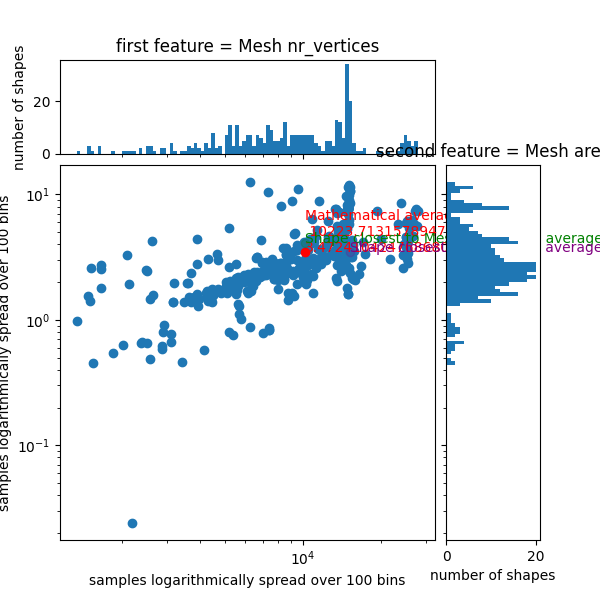 first feature = Mesh nr_vertices
number of shapes
20
0
second feature = Mesh are
samples logarithmically spread over 100 bins
10¹
10⁰
10⁻¹
Mathematical avera
average
average
10⁴
samples logarithmically spread over 100 bins
0
20
number of shapes